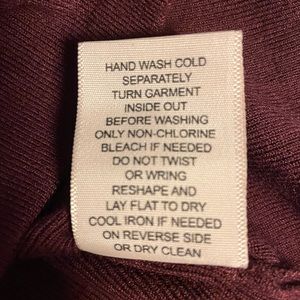 HAND WASH COLD
SEPARATELY
TURN GARMENT
INSIDE OUT
BEFORE WASHING
ONLY NON-CHLORINE
BLEACH IF NEEDED
DO NOT TWIST
OR WRING
RESHAPE AND
LAY FLAT TO DRY
COOL IRON IF NEEDED
ON REVERSE SIDE
OR DRY CLEAN